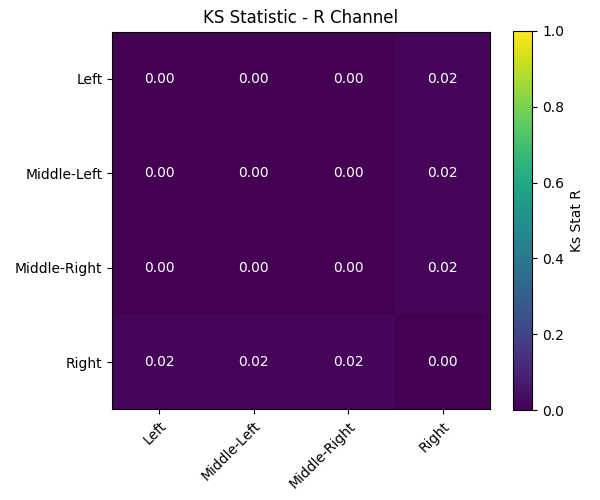 KS Statistic - R Channel
Left 0.00 0.00 0.00 0.02
Middle-Left 0.00 0.00 0.00 0.02
Middle-Right 0.00 0.00 0.00 0.02
Right 0.02 0.02 0.02 0.00
Left Middle-Left Middle-Right Right
1.0
0.8
0.6
0.4
0.2
0.0
Ks Stat R